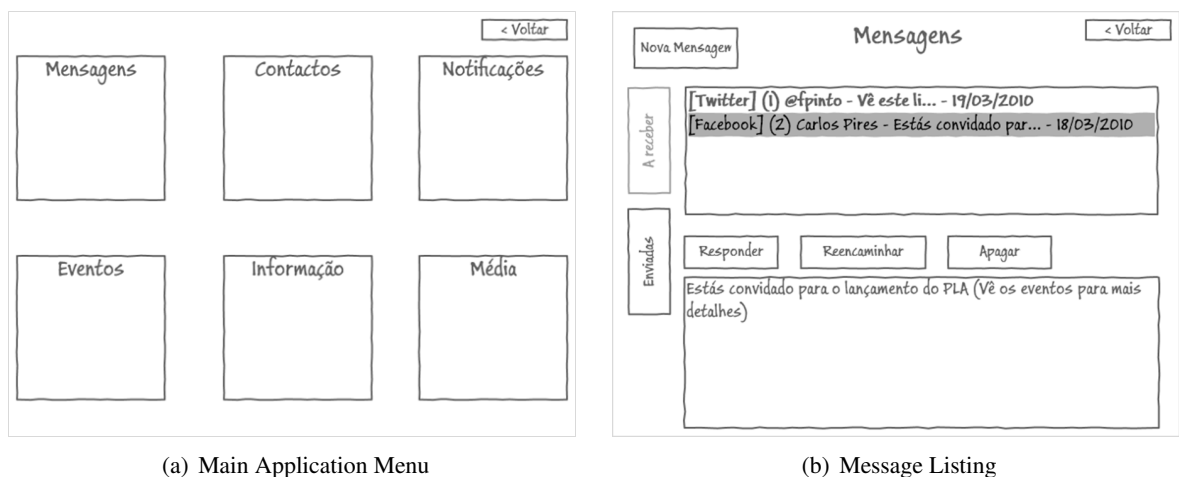 < Voltar
Mensagens
Contactos
Notificações
Eventos
Informação
Média
(a) Main Application Menu
Nova Mensagem
Mensagens
< Voltar
A receber
Enviadas
[Twitter] (1) @fpinto - Vê este li... - 19/03/2010
[Facebook] (2) Carlos Pires - Estás convidado par... - 18/03/2010
Responder
Reencaminhar
Apagar
Estás convidado para o lançamento do PLA (Vê os eventos para mais
detalhes)
(b) Message Listing